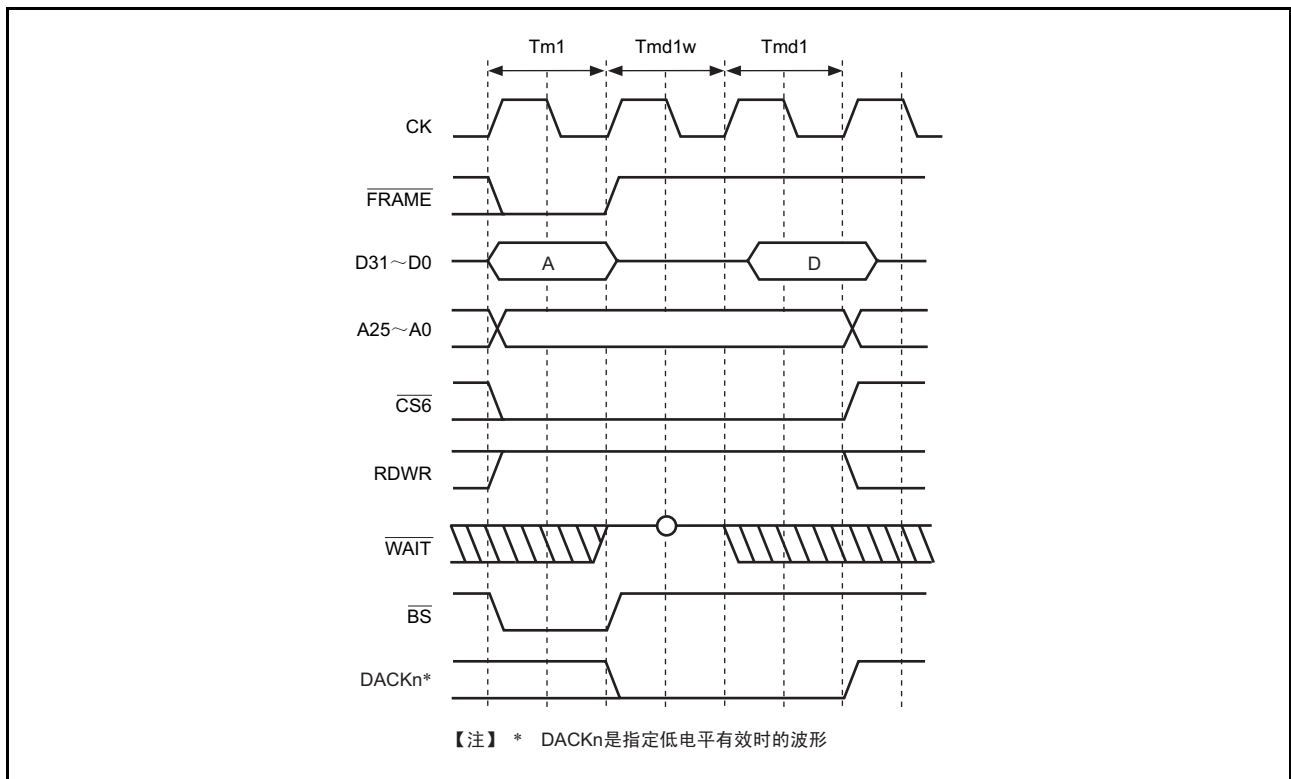 Tm1 Tmd1w Tmd1
CK
FRAME
D31～D0 A D
A25～A0
CS6
RDWR
WAIT
BS
DACKn*
【注】 * DACKn是指定低电平有效时的波形